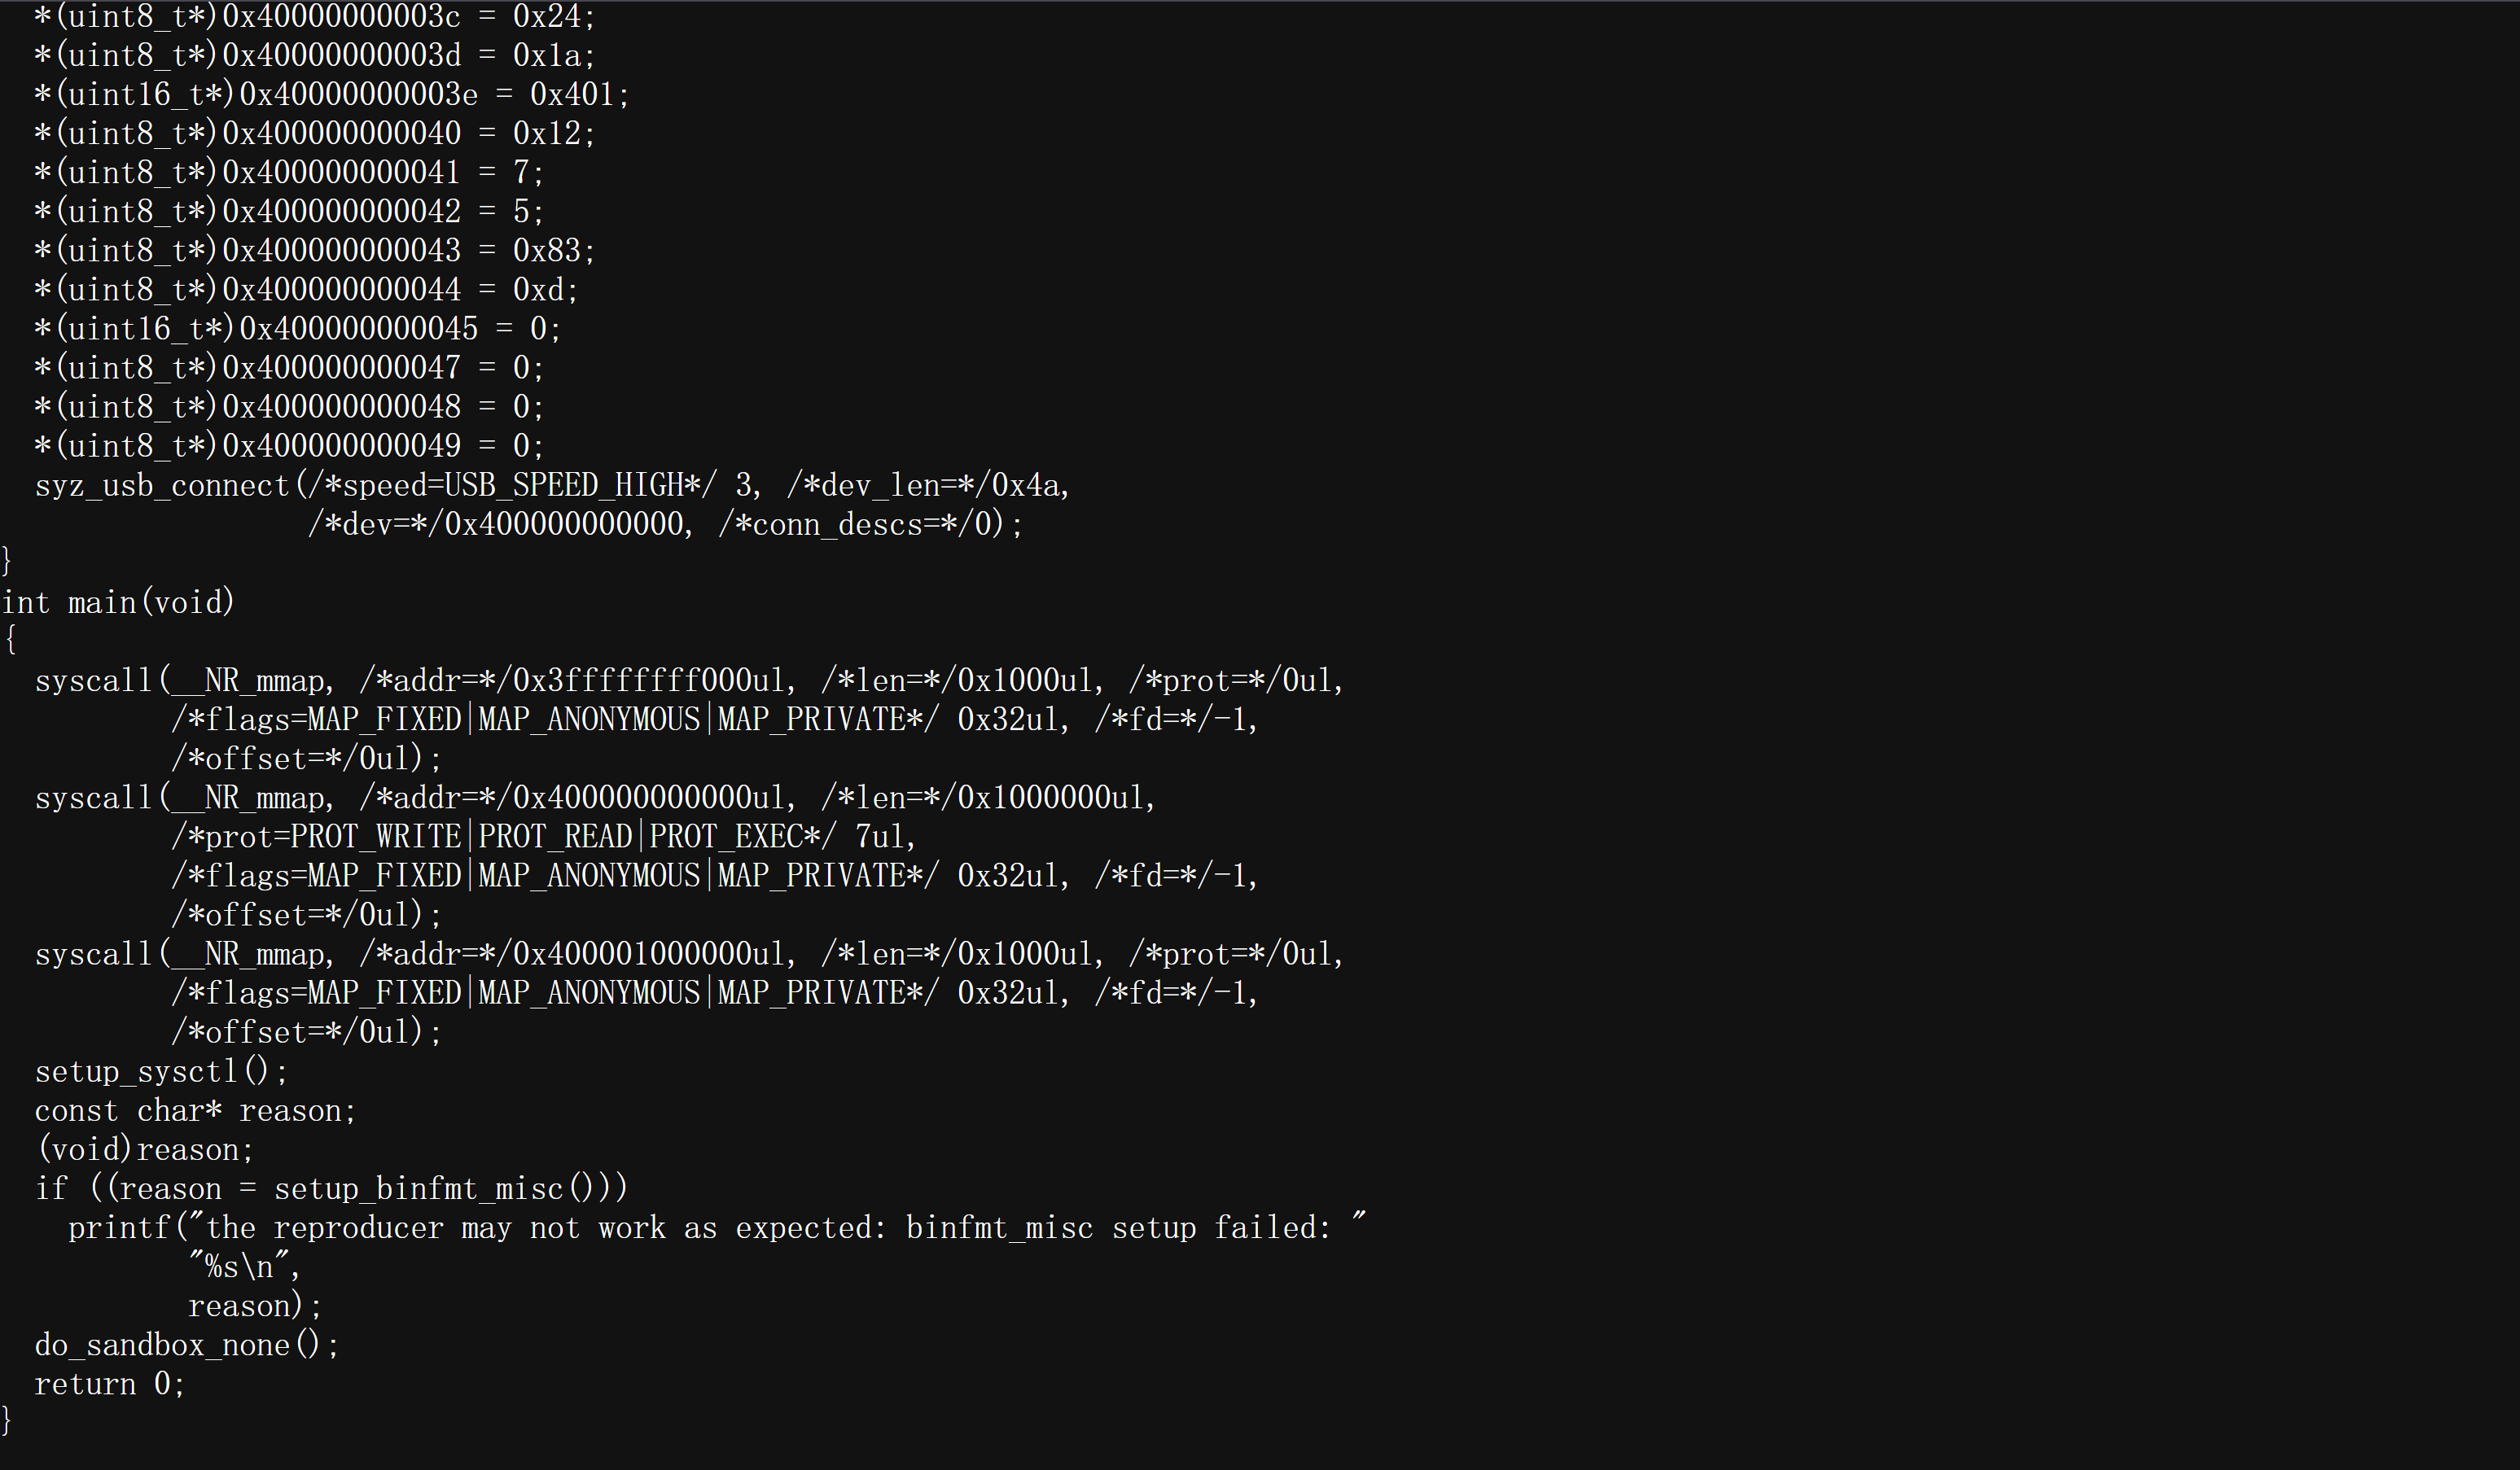 *(uint8_t*)0x40000000003c = 0x24;
*(uint8_t*)0x40000000003d = 0x1a;
*(uint16_t*)0x40000000003e = 0x401;
*(uint8_t*)0x400000000040 = 0x12;
*(uint8_t*)0x400000000041 = 7;
*(uint8_t*)0x400000000042 = 5;
*(uint8_t*)0x400000000043 = 0x83;
*(uint8_t*)0x400000000044 = 0xd;
*(uint16_t*)0x400000000045 = 0;
*(uint8_t*)0x400000000047 = 0;
*(uint8_t*)0x400000000048 = 0;
*(uint8_t*)0x400000000049 = 0;
syz_usb_connect(/*speed=USB_SPEED_HIGH*/ 3, /*dev_len=*/0x4a,
/*dev=*/0x400000000000, /*conn_descs=*/0);
}
int main(void)
{
syscall(__NR_mmap, /*addr=*/0x3ffffffff000ul, /*len=*/0x1000ul, /*prot=*/0ul,
/*flags=MAP_FIXED|MAP_ANONYMOUS|MAP_PRIVATE*/ 0x32ul, /*fd=*/-1,
/*offset=*/0ul);
syscall(__NR_mmap, /*addr=*/0x400000000000ul, /*len=*/0x1000000ul,
/*prot=PROT_WRITE|PROT_READ|PROT_EXEC*/ 7ul,
/*flags=MAP_FIXED|MAP_ANONYMOUS|MAP_PRIVATE*/ 0x32ul, /*fd=*/-1,
/*offset=*/0ul);
syscall(__NR_mmap, /*addr=*/0x400001000000ul, /*len=*/0x1000ul, /*prot=*/0ul,
/*flags=MAP_FIXED|MAP_ANONYMOUS|MAP_PRIVATE*/ 0x32ul, /*fd=*/-1,
/*offset=*/0ul);
setup_sysctl();
const char* reason;
(void)reason;
if ((reason = setup_binfmt_misc()))
printf("the reproducer may not work as expected: binfmt_misc setup failed: "
"%s\n",
reason);
do_sandbox_none();
return 0;
}